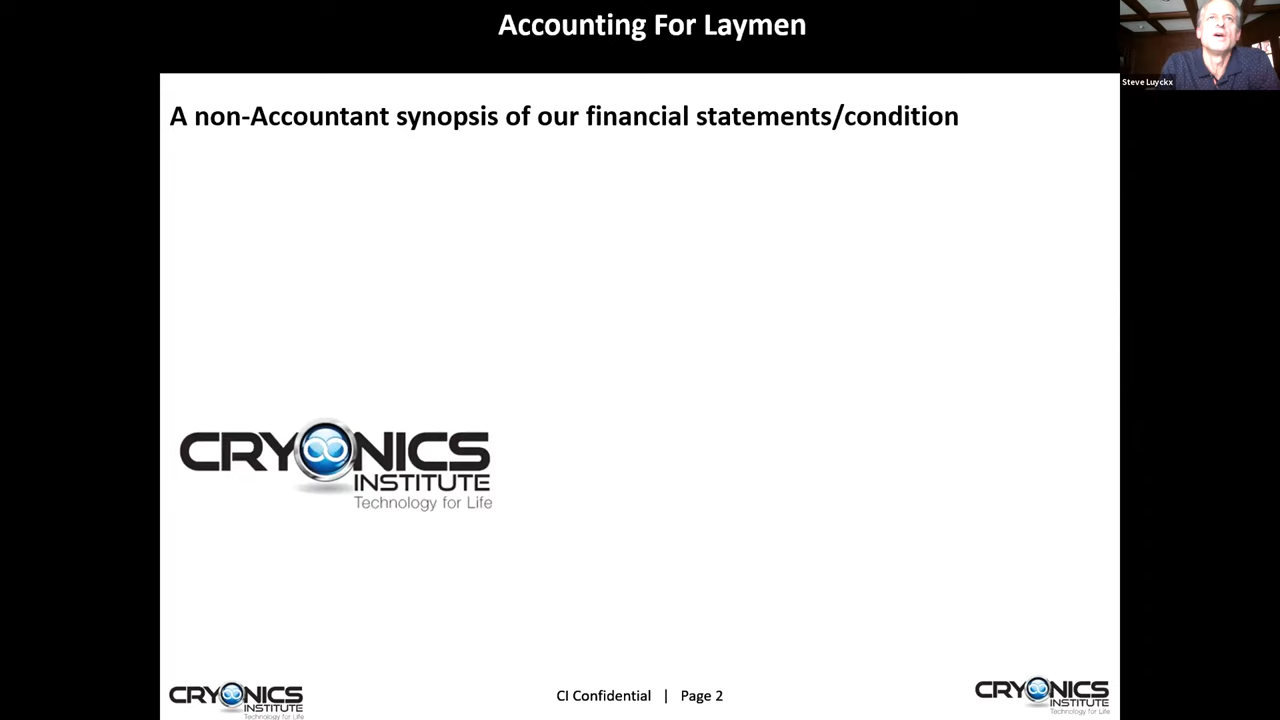 Accounting For Laymen
Steve Luyckx
A non-Accountant synopsis of our financial statements/condition
CRYONICS
INSTITUTE
Technology for Life
CRYONICS
INSTITUTE
Technology for Life
CI Confidential | Page 2
CRYONICS
INSTITUTE
Technology for Life